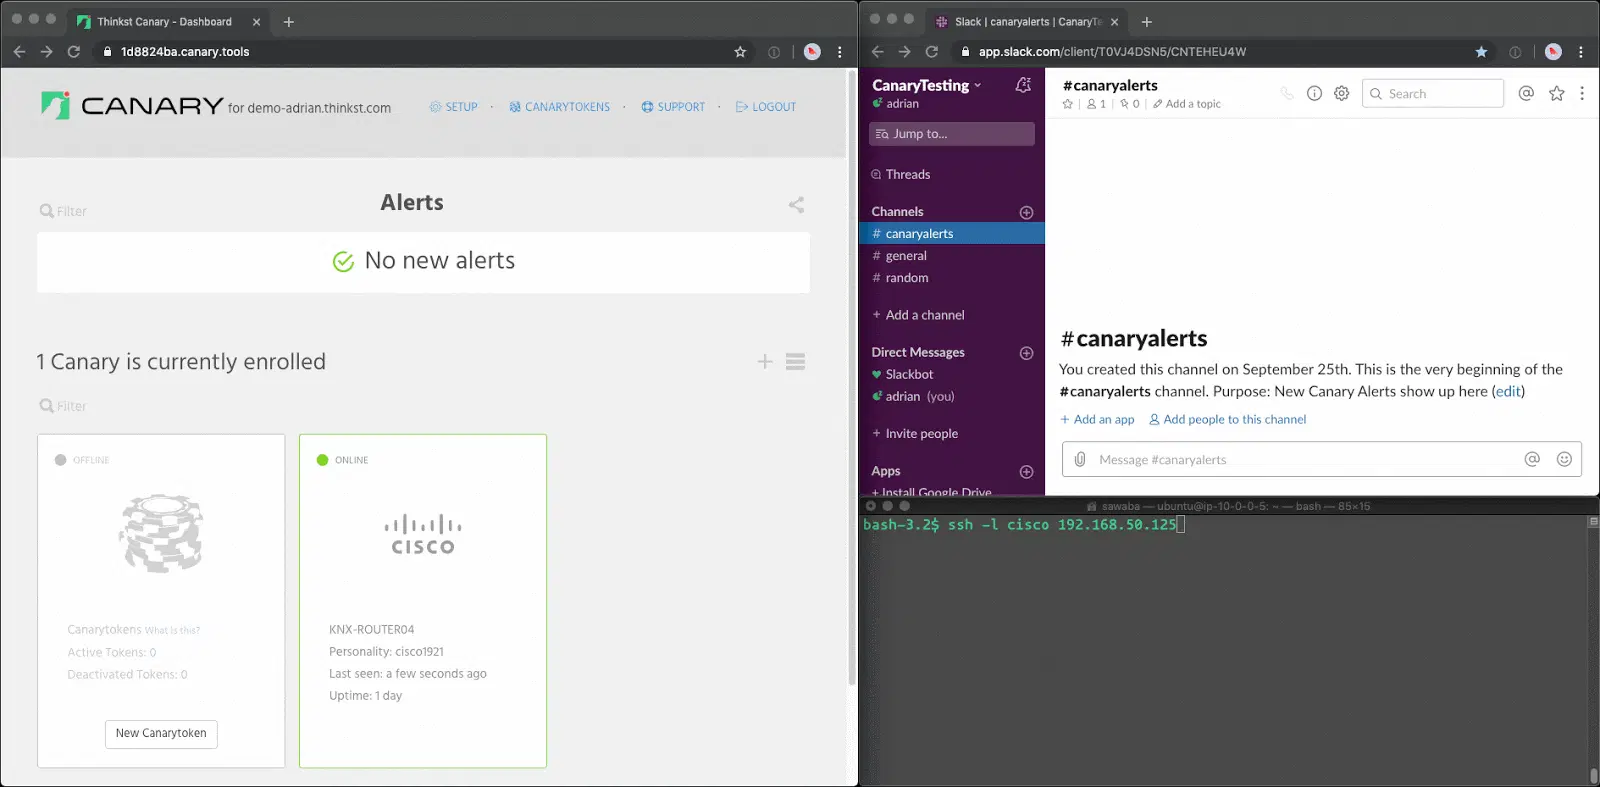 Thinkst Canary - Dashboard
1d8824ba.canary.tools
CANARY for demo-adrian.thinkst.com
SETUP · CANARYTOKENS · SUPPORT · LOGOUT
Filter
Alerts
No new alerts
1 Canary is currently enrolled
Filter
OFFLINE
Canarytokens What is this?
Active Tokens: 0
Deactivated Tokens: 0
New Canarytoken
ONLINE
CISCO
KNX-ROUTER04
Personality: cisco1921
Last seen: a few seconds ago
Uptime: 1 day
Slack | canaryalerts | CanaryTe
app.slack.com/client/T0VJ4DSN5/CNTEHEU4W
CanaryTesting
adrian
Jump to...
Threads
Channels
# canaryalerts
# general
# random
+ Add a channel
Direct Messages
Slackbot
adrian (you)
+ Invite people
Apps
+ Install Google Drive
#canaryalerts
1 | 0 | Add a topic
Search
#canaryalerts
You created this channel on September 25th. This is the very beginning of the
#canaryalerts channel. Purpose: New Canary Alerts show up here (edit)
+ Add an app Add people to this channel
Message #canaryalerts
sawaba — ubuntu@ip-10-0-0-5: ~ — bash — 85×15
bash-3.2$ ssh -l cisco 192.168.50.125